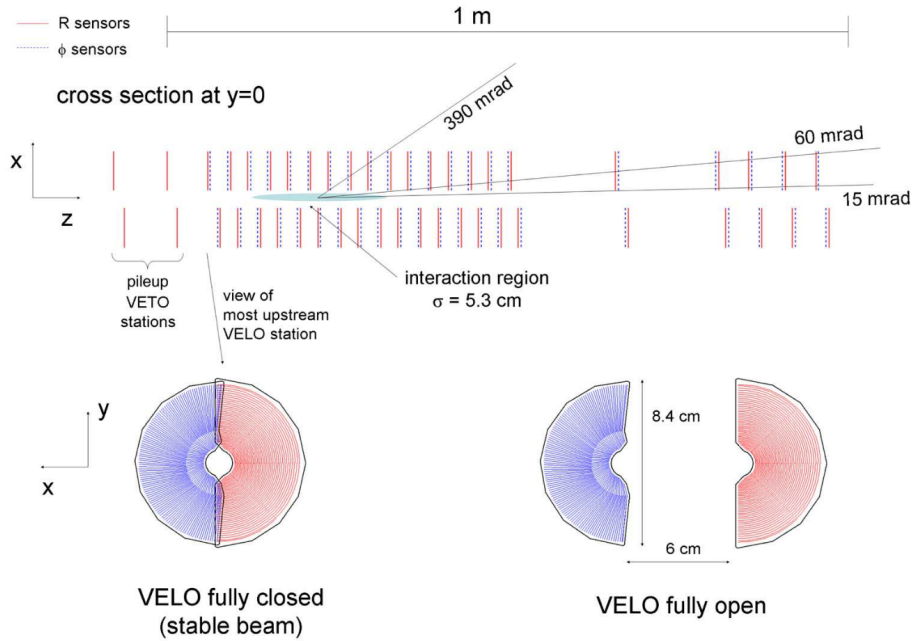 1 m
R sensors
ϕ sensors
cross section at y=0
390 mrad
60 mrad
15 mrad
x
z
pileup
VETO
stations
view of
most upstream
VELO station
interaction region
σ = 5.3 cm
y
x
8.4 cm
6 cm
VELO fully closed
(stable beam)
VELO fully open